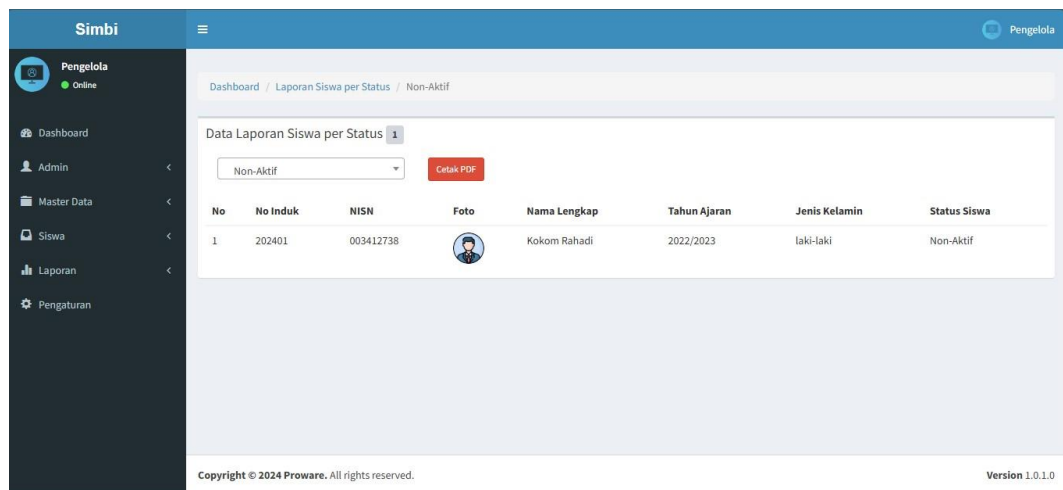 Simbi
Pengelola
Pengelola
Online
Dashboard / Laporan Siswa per Status / Non-Aktif
Dashboard
Admin
Master Data
Siswa
Laporan
Pengaturan
Data Laporan Siswa per Status 1
Non-Aktif Cetak PDF
No No Induk NISN Foto Nama Lengkap Tahun Ajaran Jenis Kelamin Status Siswa
1 202401 003412738 Kokom Rahadi 2022/2023 laki-laki Non-Aktif
Copyright © 2024 Proware. All rights reserved. Version 1.0.1.0